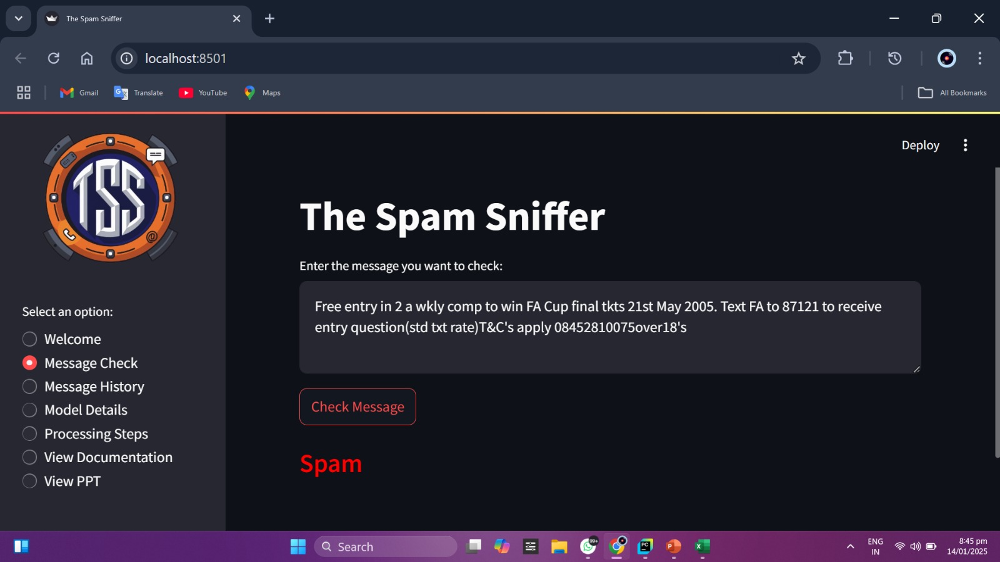 The Spam Sniffer
localhost:8501
Gmail
Translate
YouTube
Maps
All Bookmarks
TSS
Select an option:
Welcome
Message Check
Message History
Model Details
Processing Steps
View Documentation
View PPT
Deploy
The Spam Sniffer
Enter the message you want to check:
Free entry in 2 a wkly comp to win FA Cup final tkts 21st May 2005. Text FA to 87121 to receive
entry question(std txt rate)T&C's apply 08452810075over18's
Check Message
Spam
Search
99+
PC
P
X
ENG
IN
8:45 pm
14/01/2025